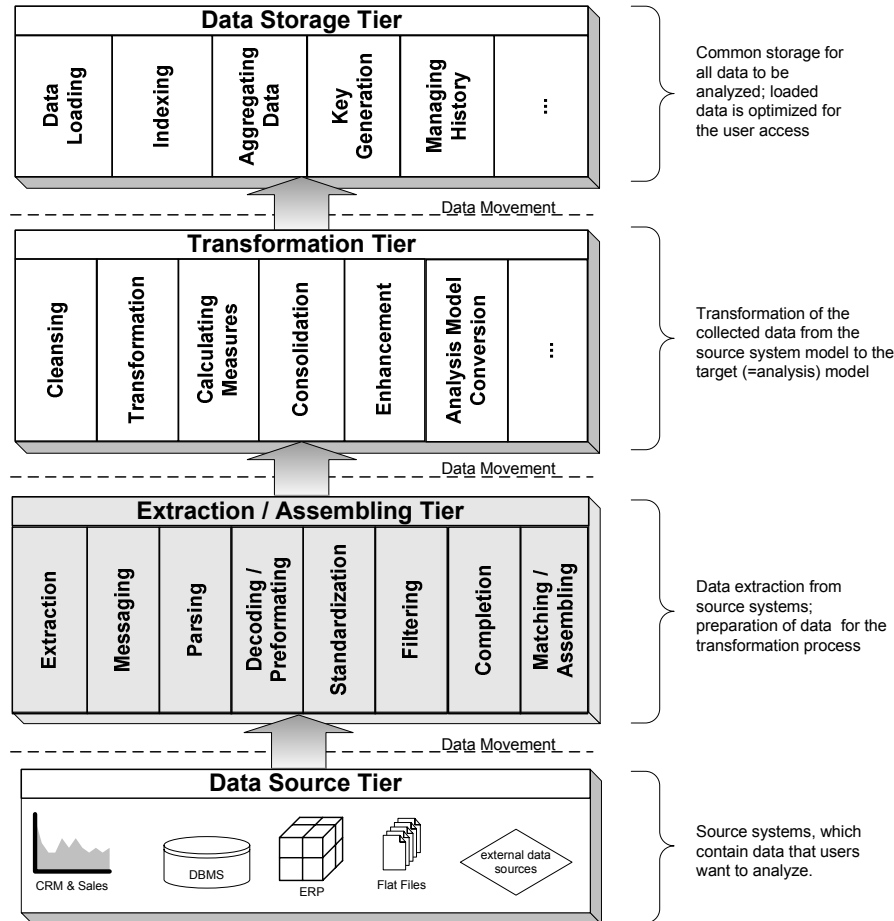 Data Storage Tier
Data
Loading
Indexing
Aggregating
Data
Key
Generation
Managing
History
...
Common storage for
all data to be
analyzed; loaded
data is optimized for
the user access
Data Movement
Transformation Tier
Cleansing
Transformation
Calculating
Measures
Consolidation
Enhancement
Analysis Model
Conversion
...
Transformation of the
collected data from the
source system model to the
target (=analysis) model
Data Movement
Extraction / Assembling Tier
Extraction
Messaging
Parsing
Decoding /
Preformating
Standardization
Filtering
Completion
Matching /
Assembling
Data extraction from
source systems;
preparation of data for the
transformation process
Data Movement
Data Source Tier
CRM & Sales
DBMS
ERP
Flat Files
external data
sources
Source systems, which
contain data that users
want to analyze.